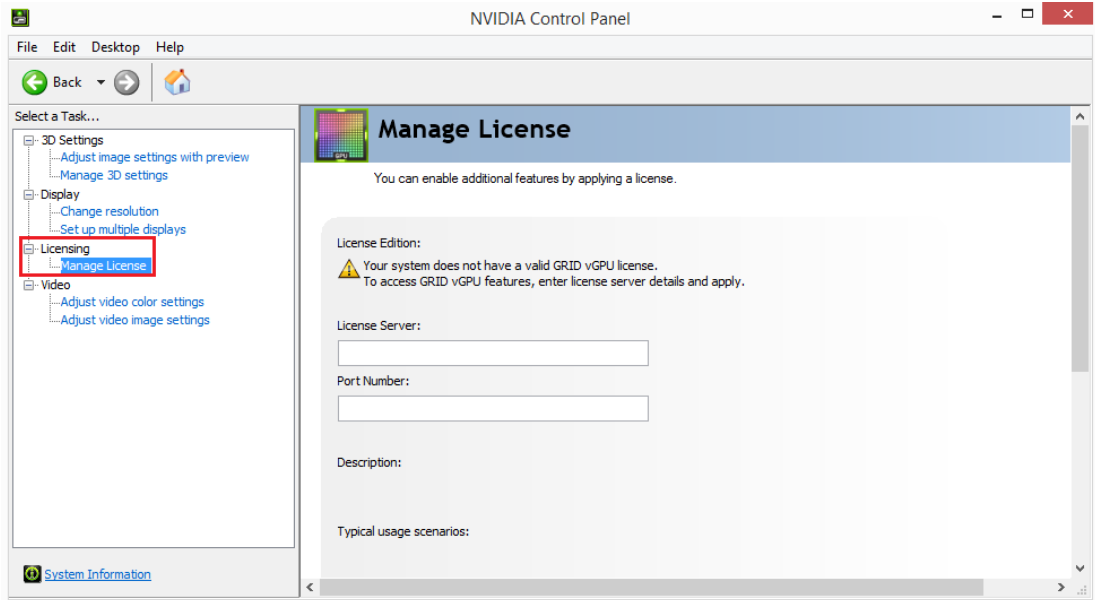 NVIDIA Control Panel
File Edit Desktop Help
Back
Select a Task...
3D Settings
Adjust image settings with preview
Manage 3D settings
Display
Change resolution
Set up multiple displays
Licensing
Manage License
Video
Adjust video color settings
Adjust video image settings
System Information
GPU
Manage License
You can enable additional features by applying a license.
License Edition:
Your system does not have a valid GRID vGPU license.
To access GRID vGPU features, enter license server details and apply.
License Server:
Port Number:
Description:
Typical usage scenarios: